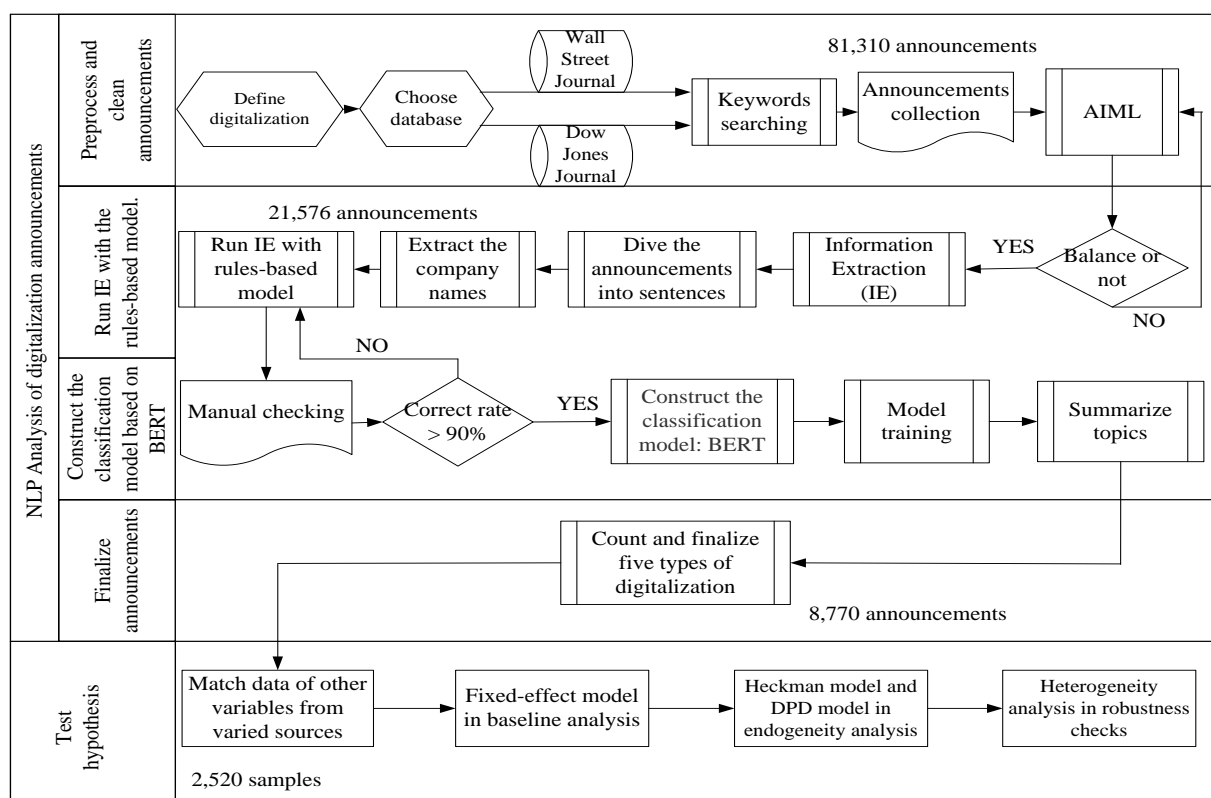 NLP Analysis of digitalization announcements
Preprocess and
clean
announcements
Define
digitalization
Choose
database
Wall
Street
Journal
Dow
Jones
Journal
Keywords
searching
81,310 announcements
Announcements
collection
AIML
Run IE with the
rules-based model.
21,576 announcements
Run IE with
rules-based
model
Extract the
company
names
Dive the
announcements
into sentences
Information
Extraction
(IE)
YES
Balance or
not
NO
Construct the
classification
model based on
BERT
NO
Manual checking
Correct rate
> 90%
YES
Construct the
classification
model: BERT
Model
training
Summarize
topics
Finalize
announcements
Count and finalize
five types of
digitalization
8,770 announcements
Test
hypothesis
Match data of other
variables from
varied sources
Fixed-effect model
in baseline analysis
Heckman model and
DPD model in
endogeneity analysis
Heterogeneity
analysis in robustness
checks
2,520 samples